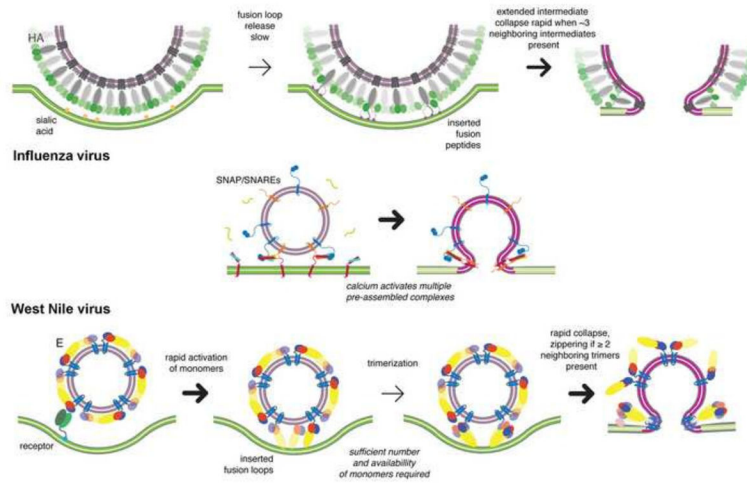 HA
fusion loop
release
slow
extended intermediate
collapse rapid when ~3
neighboring intermediates
present
sialic
acid
inserted
fusion
peptides
Influenza virus
SNAP/SNAREs
calcium activates multiple
pre-assembled complexes
West Nile virus
E
rapid activation
of monomers
trimerization
rapid collapse,
zippering if ≥ 2
neighboring trimers
present
receptor
inserted
fusion loops
sufficient number
and availability
of monomers required